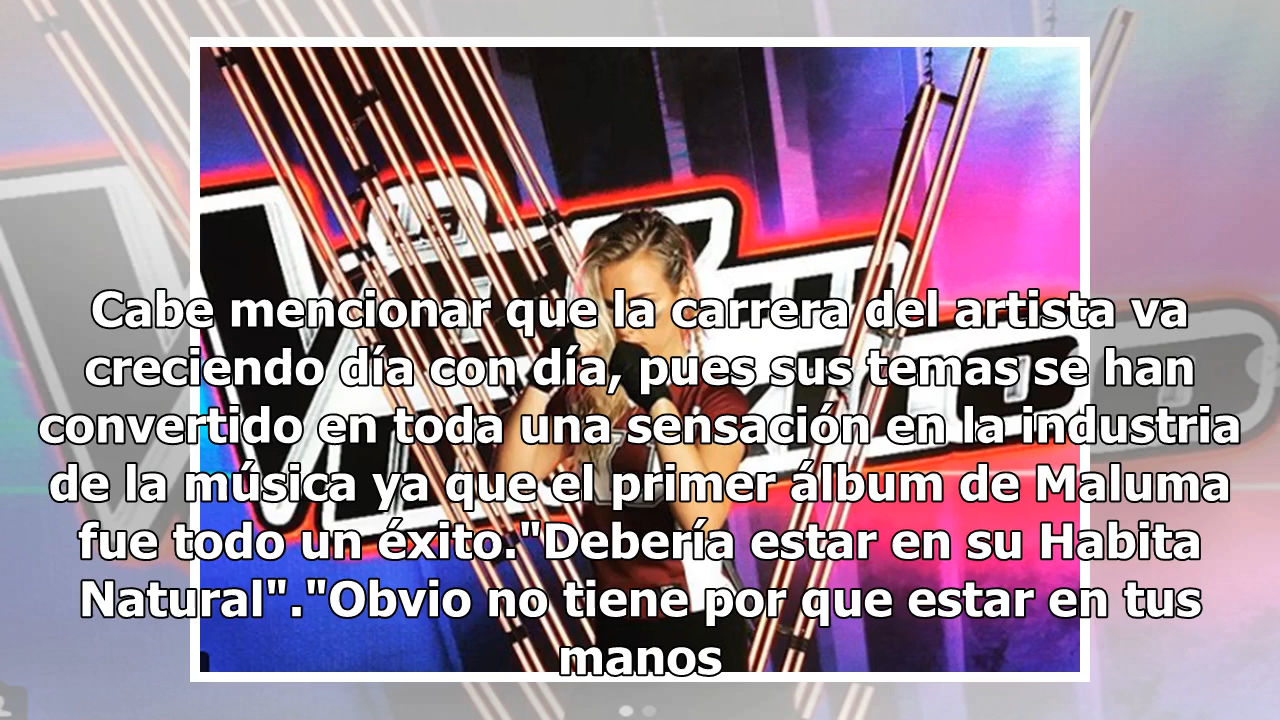 Cabe mencionar que la carrera del artista va
creciendo día con día, pues sus temas se han
convertido en toda una sensación en la industria
de la música ya que el primer álbum de Maluma
fue todo un éxito."Debería estar en su Habita
Natural"."Obvio no tiene por que estar en tus
manos